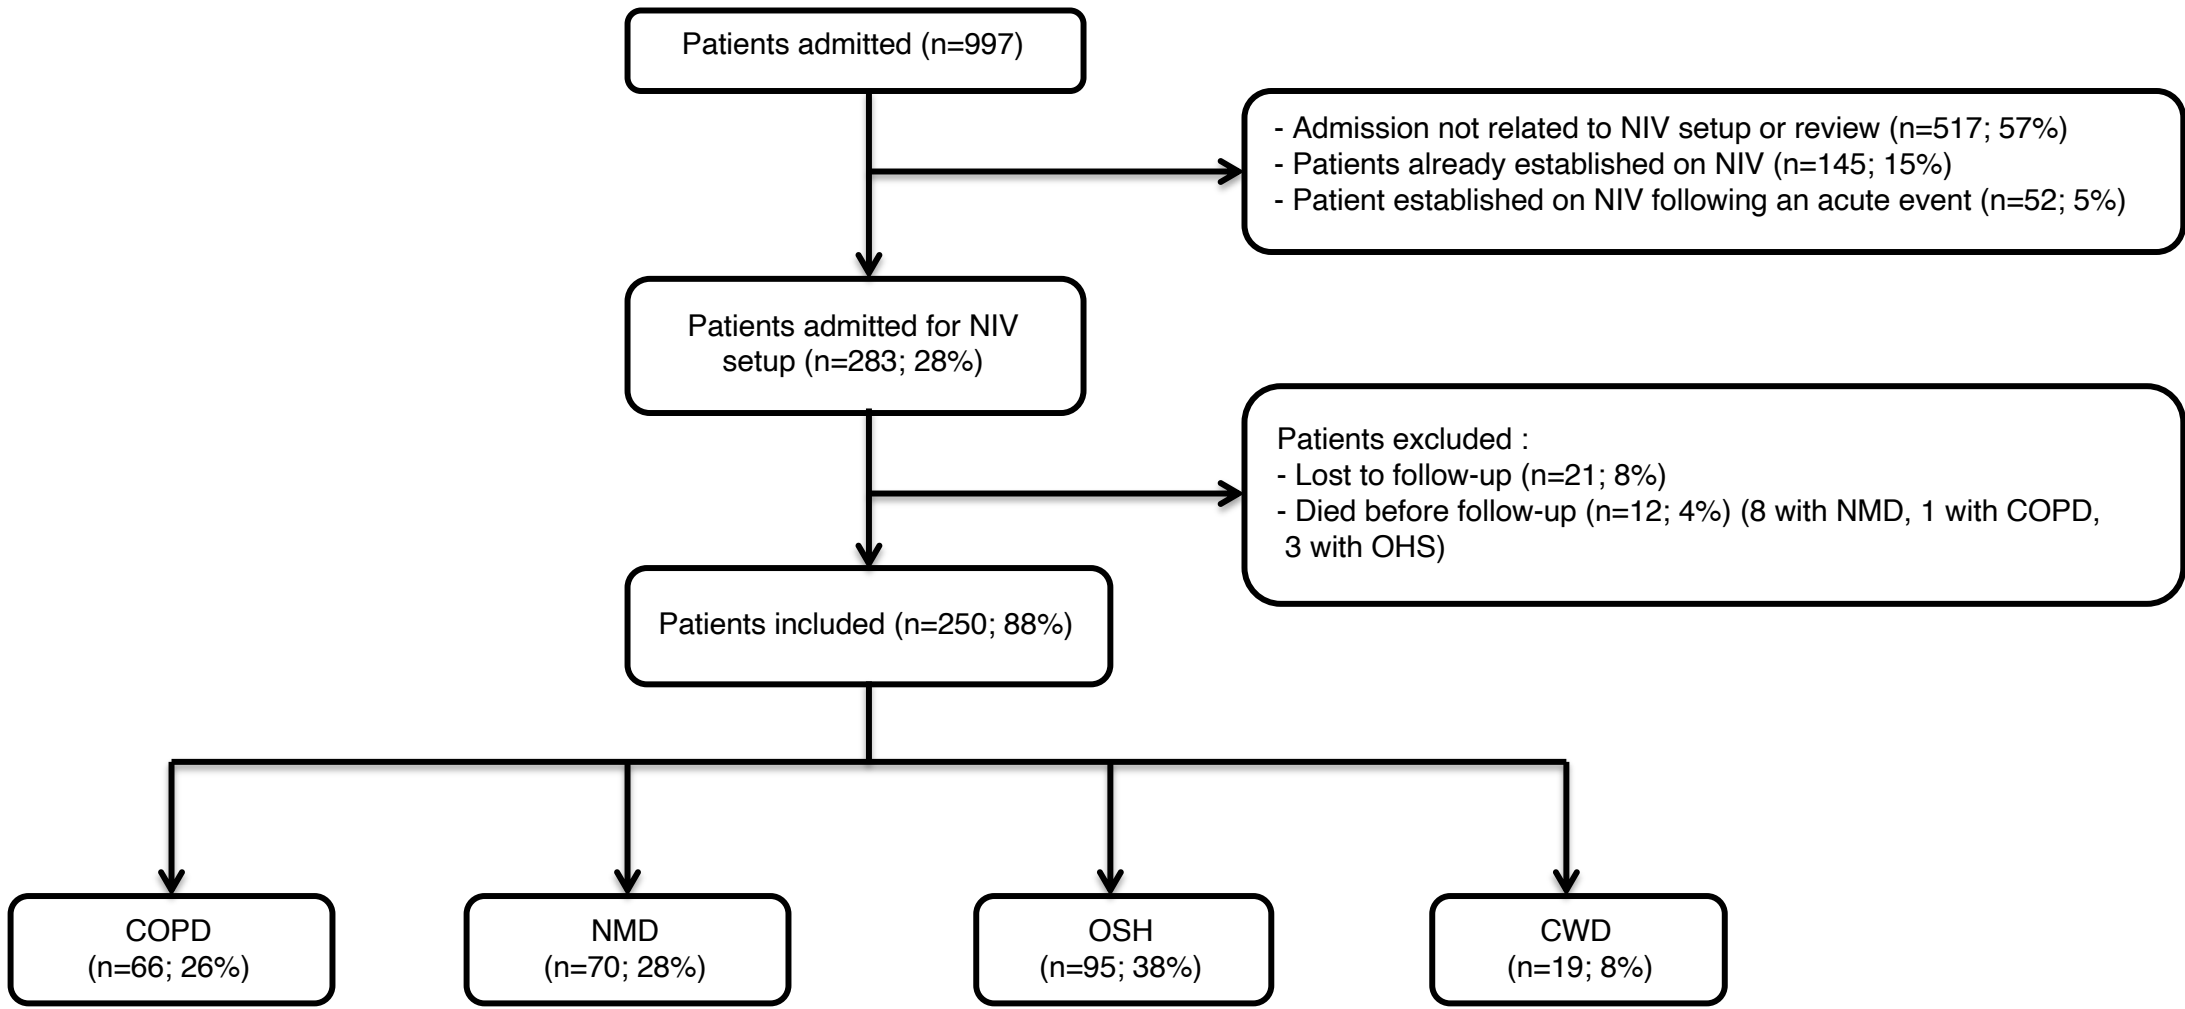 Patients admitted (n=997)
- Admission not related to NIV setup or review (n=517; 57%)
- Patients already established on NIV (n=145; 15%)
- Patient established on NIV following an acute event (n=52; 5%)
Patients admitted for NIV
setup (n=283; 28%)
Patients excluded :
- Lost to follow-up (n=21; 8%)
- Died before follow-up (n=12; 4%) (8 with NMD, 1 with COPD,
3 with OHS)
Patients included (n=250; 88%)
COPD
(n=66; 26%)
NMD
(n=70; 28%)
OSH
(n=95; 38%)
CWD
(n=19; 8%)